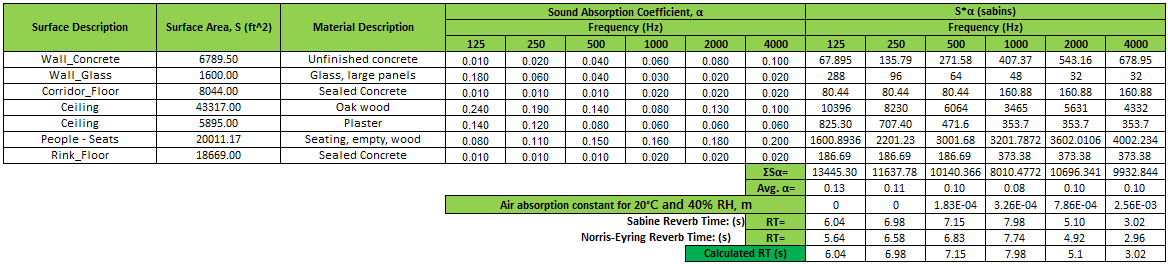 Surface Description Surface Area, S (ft^2) Material Description Sound Absorption Coefficient, α S*α (sabins)
Frequency (Hz) Frequency (Hz)
125 250 500 1000 2000 4000 125 250 500 1000 2000 4000
Wall_Concrete 6789.50 Unfinished concrete 0.010 0.020 0.040 0.060 0.080 0.100 67.895 135.79 271.58 407.37 543.16 678.95
Wall_Glass 1600.00 Glass, large panels 0.180 0.060 0.040 0.030 0.020 0.020 288 96 64 48 32 32
Corridor_Floor 8044.00 Sealed Concrete 0.010 0.010 0.010 0.020 0.020 0.020 80.44 80.44 80.44 160.88 160.88 160.88
Ceiling 43317.00 Oak wood 0.240 0.190 0.140 0.080 0.130 0.100 10396 8230 6064 3465 5631 4332
Ceiling 5895.00 Plaster 0.140 0.120 0.080 0.060 0.060 0.060 825.30 707.40 471.6 353.7 353.7 353.7
People - Seats 20011.17 Seating, empty, wood 0.080 0.110 0.150 0.160 0.180 0.200 1600.8936 2201.23 3001.68 3201.7872 3602.0106 4002.234
Rink_Floor 18669.00 Sealed Concrete 0.010 0.010 0.010 0.020 0.020 0.020 186.69 186.69 186.69 373.38 373.38 373.38
ΣSα= 13445.30 11637.78 10140.366 8010.4772 10696.341 9932.844
Avg. α= 0.13 0.11 0.10 0.08 0.10 0.10
Air absorption constant for 20°C and 40% RH, m 0 0 1.83E-04 3.26E-04 7.86E-04 2.56E-03
Sabine Reverb Time: (s) RT= 6.04 6.98 7.15 7.98 5.10 3.02
Norris-Eyring Reverb Time: (s) RT= 5.64 6.58 6.83 7.74 4.92 2.96
Calculated RT (s) 6.04 6.98 7.15 7.98 5.1 3.02